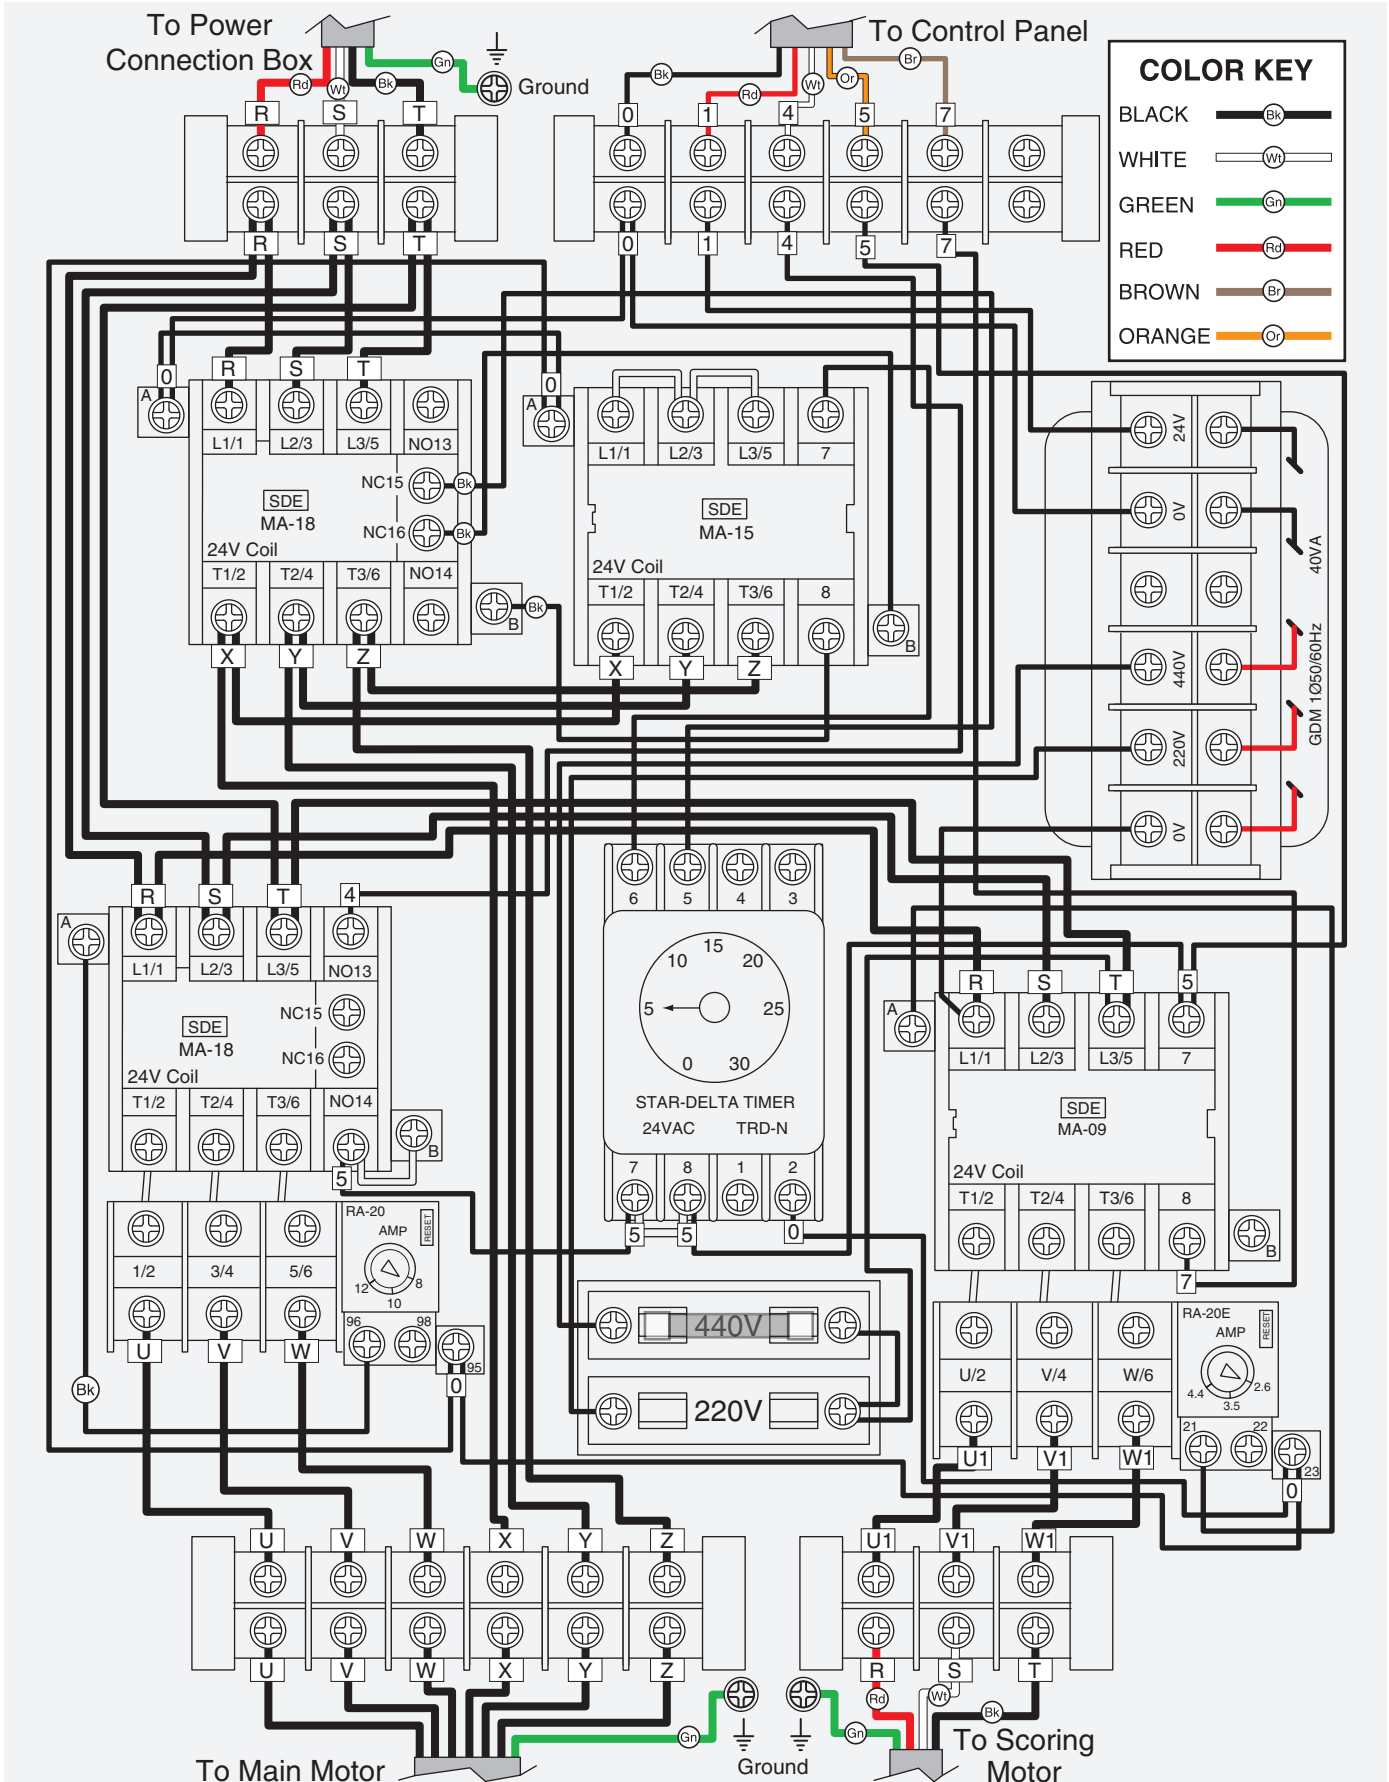 To Power
Connection Box
To Control Panel
Rd
Wt
Bk
Gn
Ground
Bk
Rd
Wt
Or
Br
COLOR KEY
BLACK Bk
WHITE Wt
GREEN Gn
RED Rd
BROWN Br
ORANGE Or
R S T
0 1 4 5 7
R S T
0 1 4 5 7
0
A
R S T
L1/1 L2/3 L3/5 NO13
NC15 Bk
SDE
MA-18
NC16 Bk
24V Coil
T1/2 T2/4 T3/6 NO14
Bk
B
X Y Z
0
A
L1/1 L2/3 L3/5 7
SDE
MA-15
24V Coil
T1/2 T2/4 T3/6 8
B
X Y Z
24V
0V
40VA
440V
220V
0V
GDM 1Ø50/60Hz
R S T 4
A
L1/1 L2/3 L3/5 NO13
NC15
SDE
MA-18
NC16
24V Coil
T1/2 T2/4 T3/6 NO14
B
5
6 5 4 3
15
10 20
5 25
0 30
STAR-DELTA TIMER
24VAC TRD-N
7 8 1 2
5 5 0
R S T 5
A
L1/1 L2/3 L3/5 7
SDE
MA-09
24V Coil
T1/2 T2/4 T3/6 8
B
7
RA-20
AMP
RESET
1/2 3/4 5/6
12 8
10
96 98
95
U V W
0
Bk
440V
220V
RA-20E
AMP
RESET
U/2 V/4 W/6
4.4 2.6
3.5
21 22
23
U1 V1 W1
0
U V W X Y Z
U1 V1 W1
U V W X Y Z
R S T
Gn
Ground
Gn
Rd
Wt
Bk
To Main Motor
To Scoring
Motor